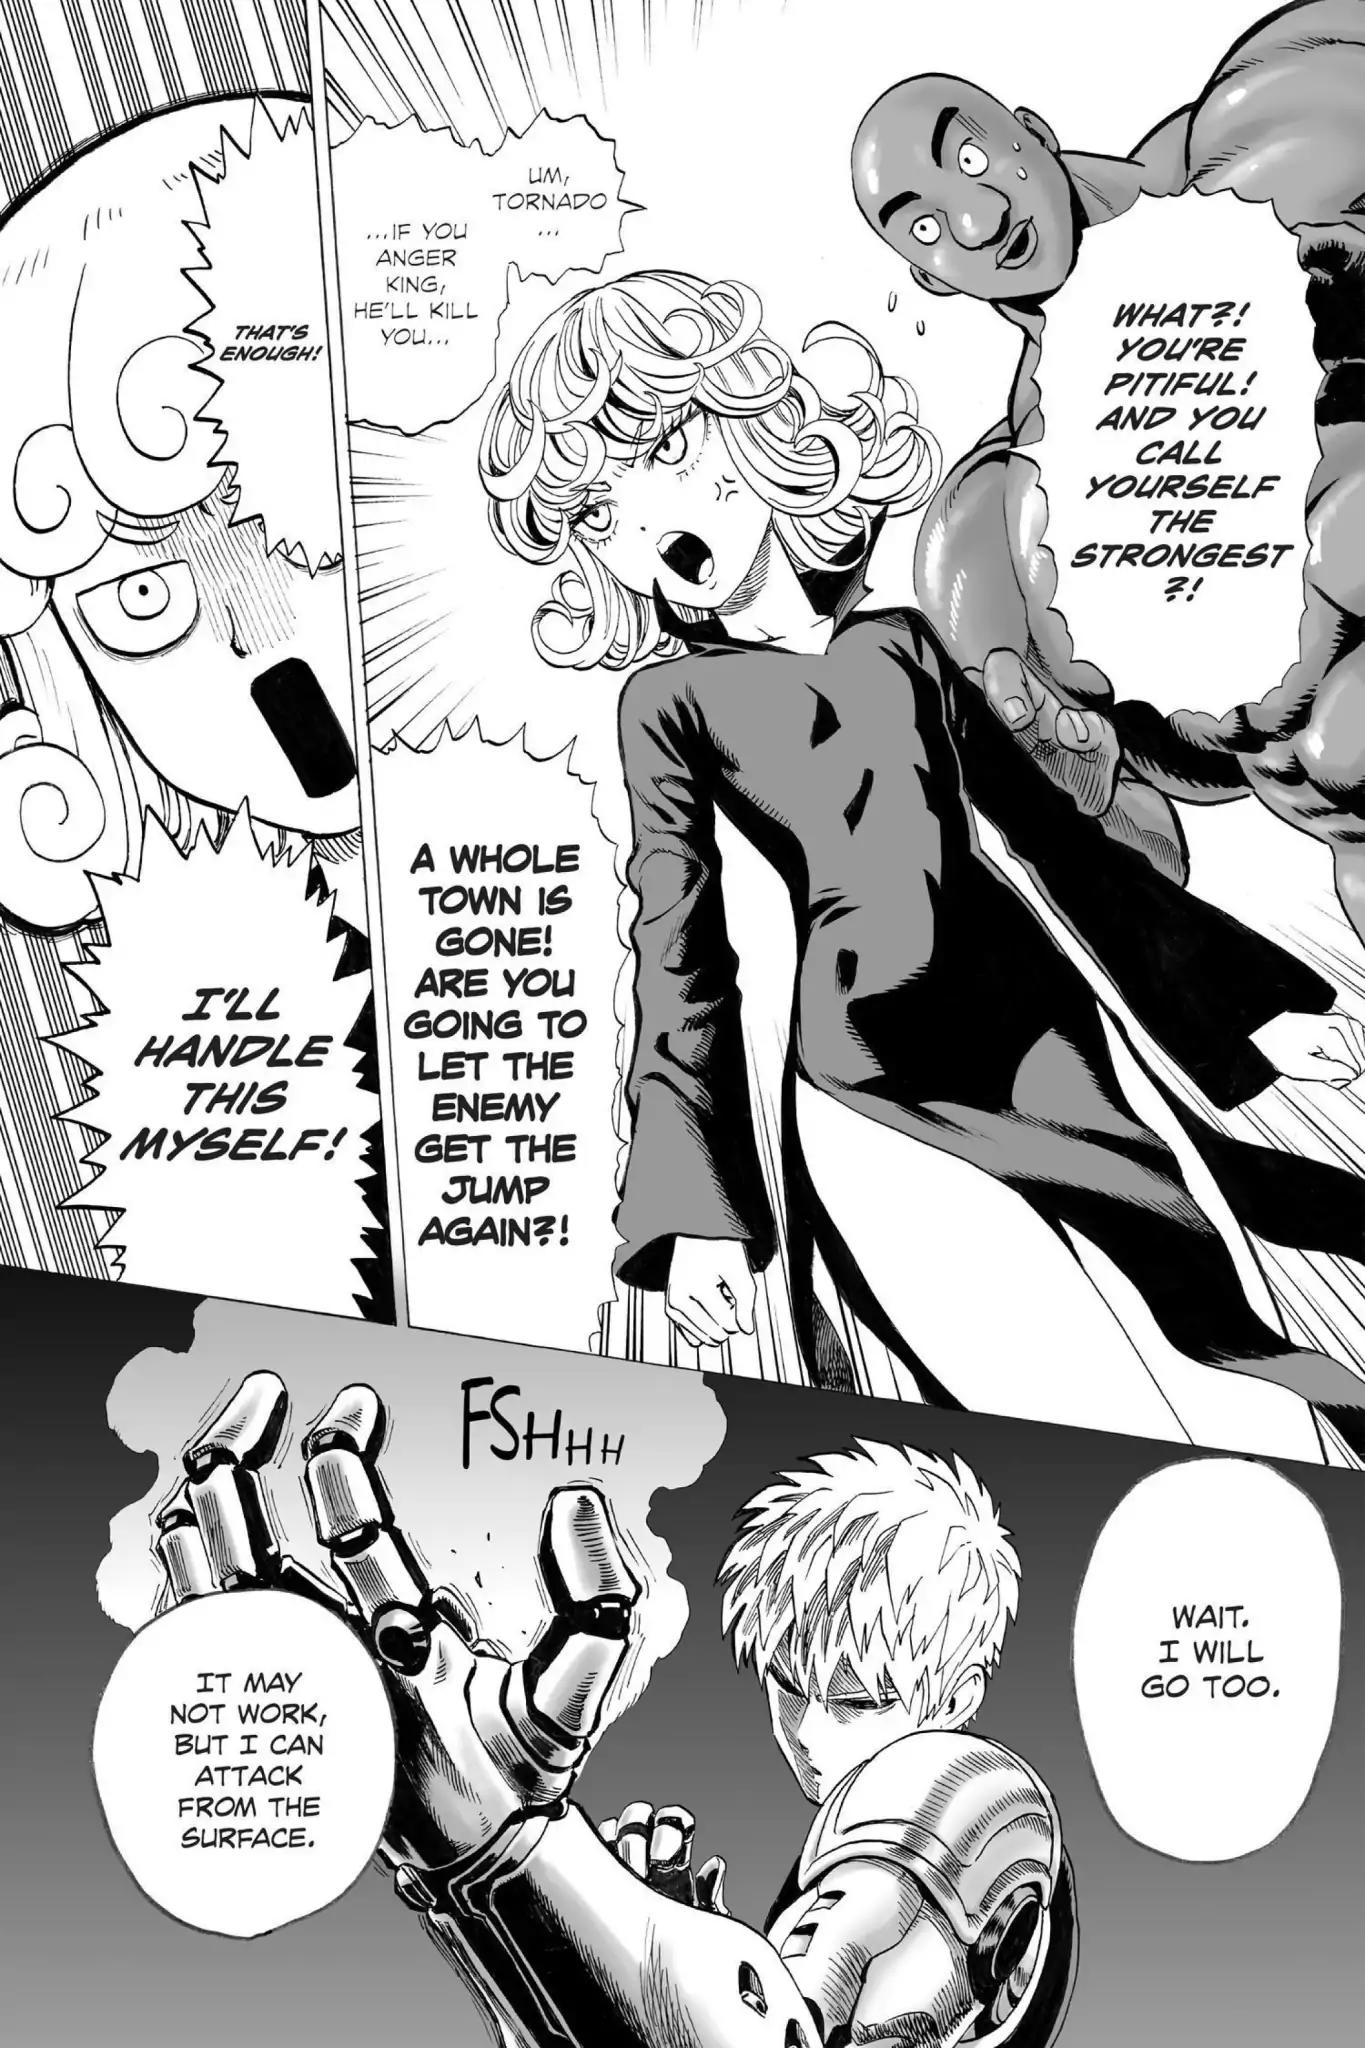 WHAT?!
YOU'RE
PITIFUL!
AND YOU
CALL
YOURSELF
THE
STRONGEST
?!
UM,
TORNADO
...
...IF YOU
ANGER
KING,
HE'LL KILL
YOU...
A WHOLE
TOWN IS
GONE!
ARE YOU
GOING TO
LET THE
ENEMY
GET THE
JUMP
AGAIN?!
THAT'S
ENOUGH!
I'LL
HANDLE
THIS
MYSELF!
WAIT.
I WILL
GO TOO.
FSHHHH
IT MAY
NOT WORK,
BUT I CAN
ATTACK
FROM THE
SURFACE.